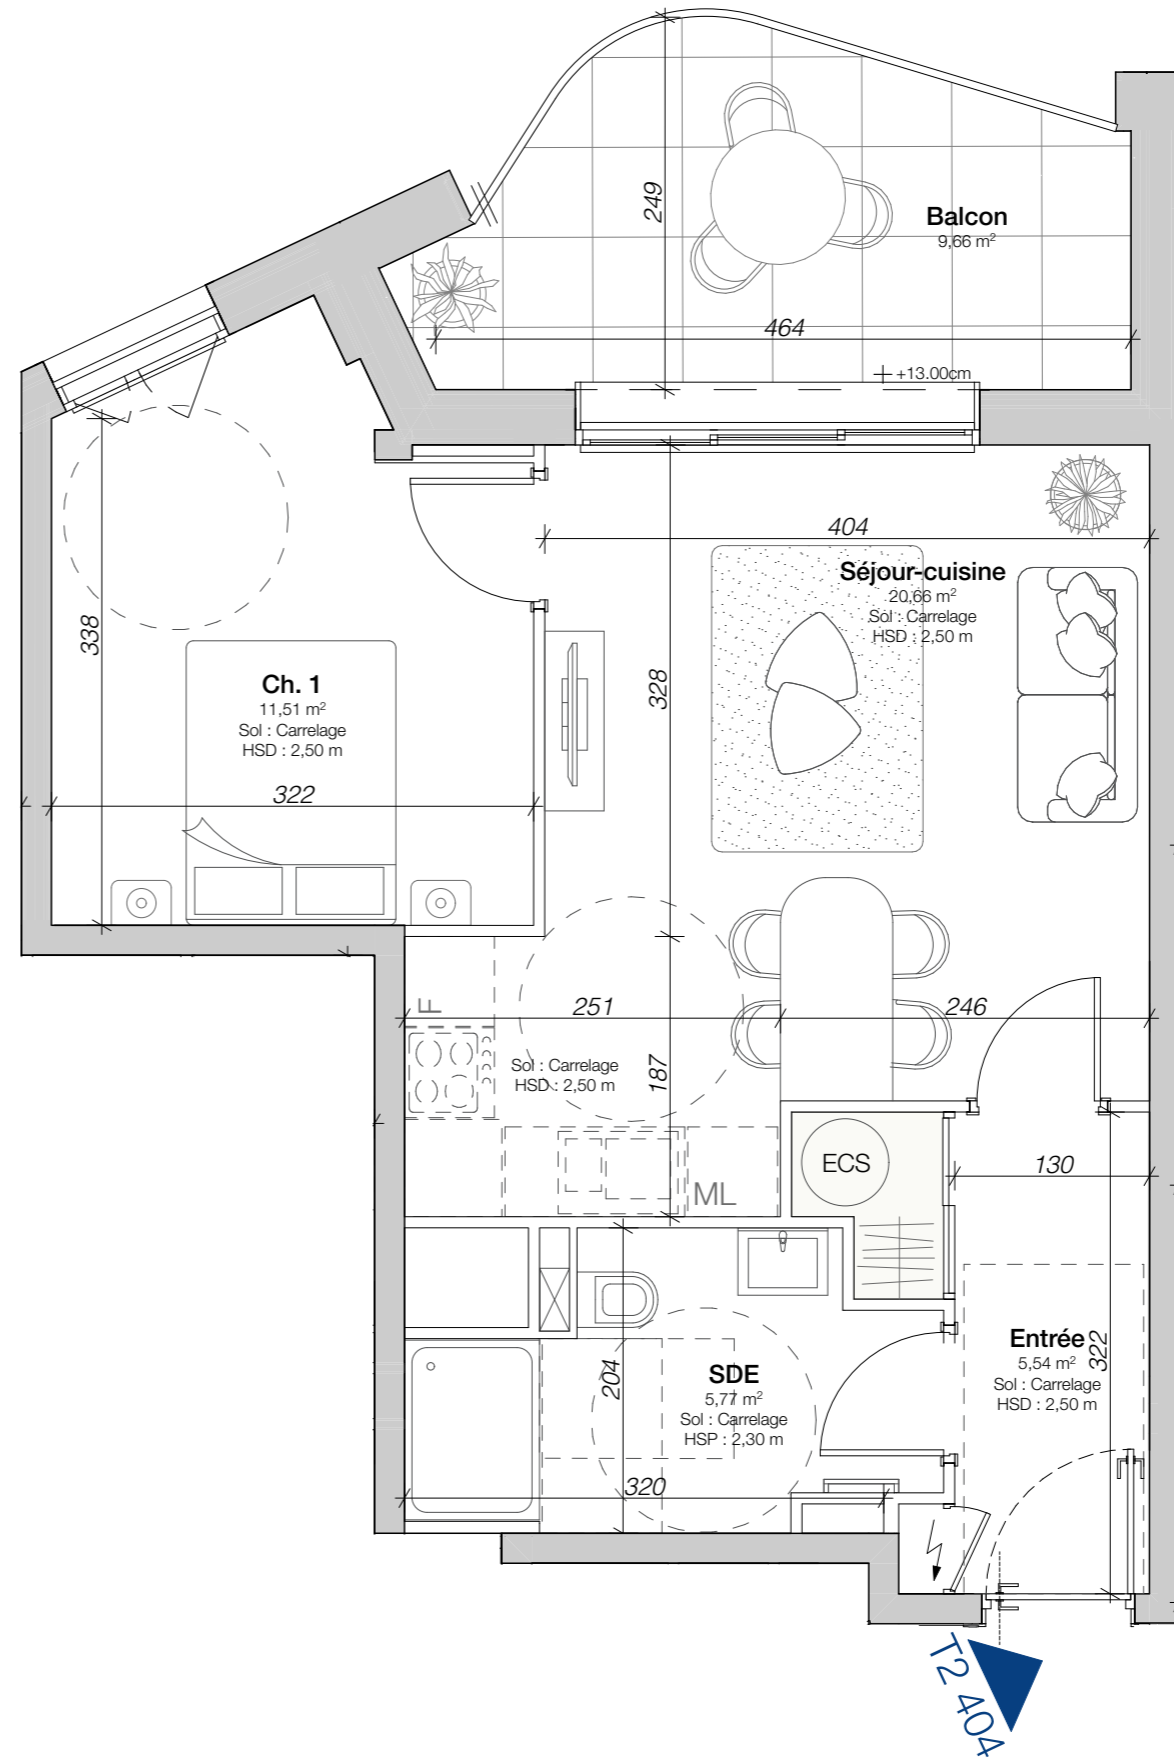 249
Balcon
9,66 m²
464
+13.00cm
404
Séjour-cuisine
20,66 m²
Sol : Carrelage
HSD : 2,50 m
338
328
Ch. 1
11,51 m²
Sol : Carrelage
HSD : 2,50 m
322
F
251
246
Sol : Carrelage
HSD : 2,50 m
187
ECS
130
ML
204
SDE
5,77 m²
Sol : Carrelage
HSP : 2,30 m
Entrée
5,54 m²
Sol : Carrelage
HSD : 2,50 m
322
320
T2 404